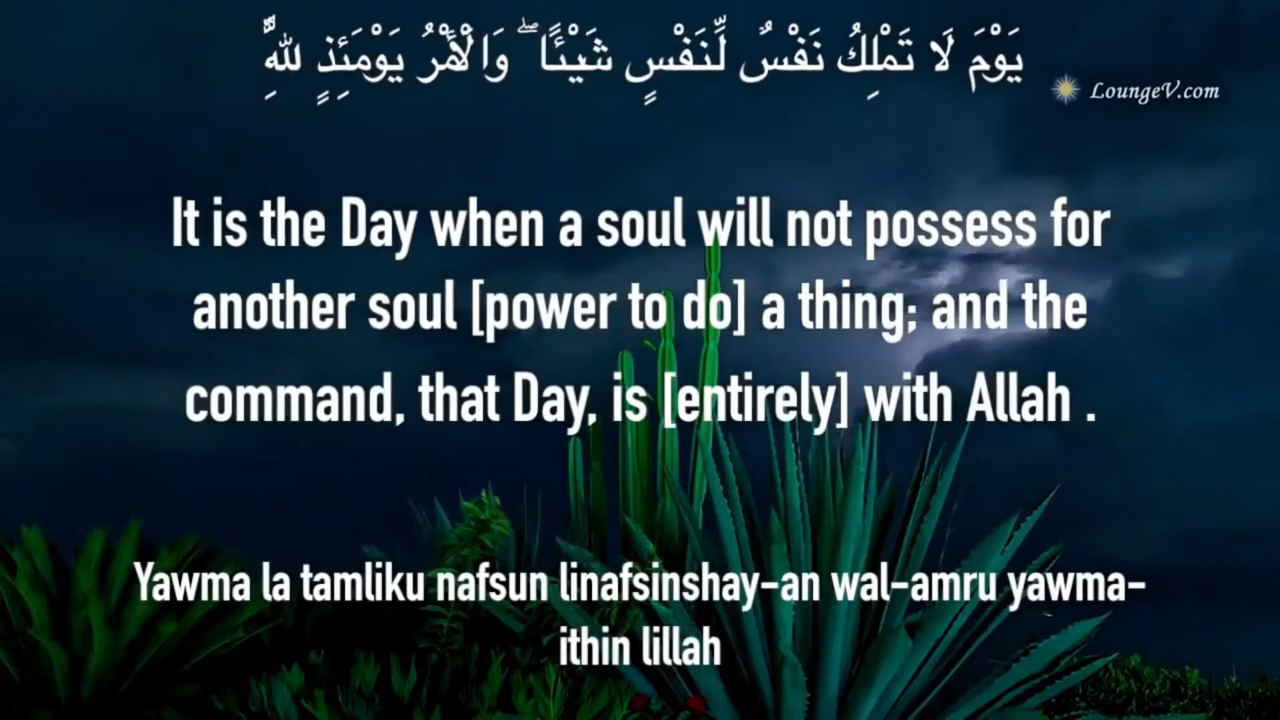 يَوْمَ لَا تَمْلِكُ نَفْسٌ لِّنَفْسٍ شَيْئًا ۖ وَالْأَمْرُ يَوْمَئِذٍ لِلَّهِ
LoungeV.com
It is the Day when a soul will not possess for
another soul [power to do] a thing; and the
command, that Day, is [entirely] with Allah .
Yawma la tamliku nafsun linafsinshay-an wal-amru yawma-
ithin lillah